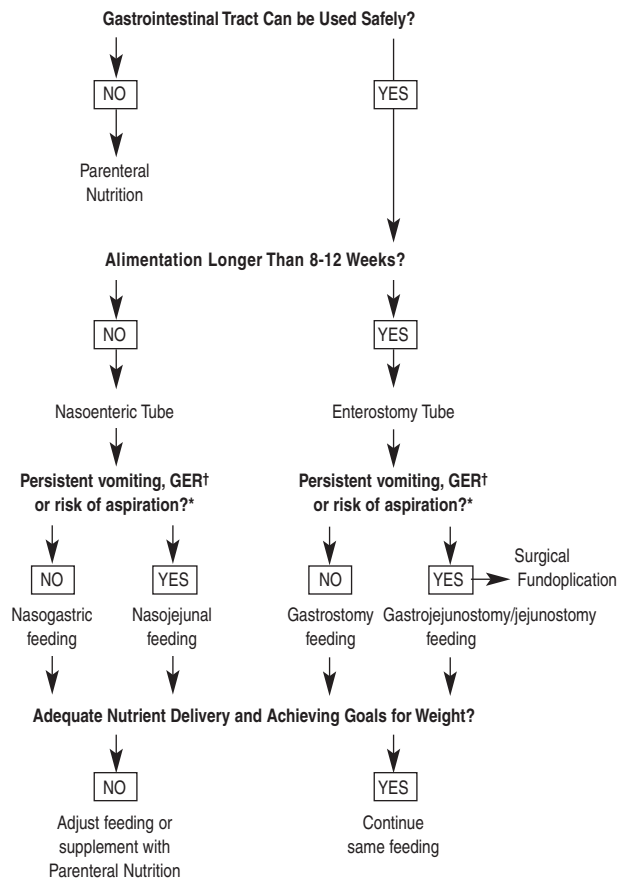 Gastrointestinal Tract Can be Used Safely?
NO
YES
Parenteral
Nutrition
Alimentation Longer Than 8-12 Weeks?
NO
YES
Nasoenteric Tube
Enterostomy Tube
Persistent vomiting, GER†
or risk of aspiration?*
Persistent vomiting, GER†
or risk of aspiration?*
NO
YES
NO
YES
Surgical
Fundoplication
Nasogastric
feeding
Nasojejunal
feeding
Gastrostomy
feeding
Gastrojejunostomy/jejunostomy
feeding
Adequate Nutrient Delivery and Achieving Goals for Weight?
NO
YES
Adjust feeding or
supplement with
Parenteral Nutrition
Continue
same feeding